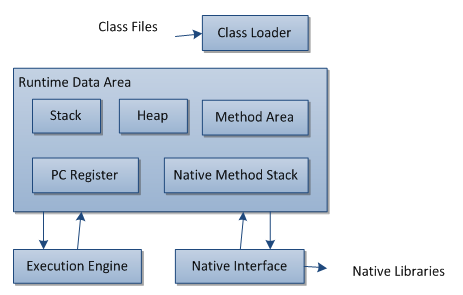 Class Files
Class Loader
Runtime Data Area
Stack
Heap
Method Area
PC Register
Native Method Stack
Execution Engine
Native Interface
Native Libraries